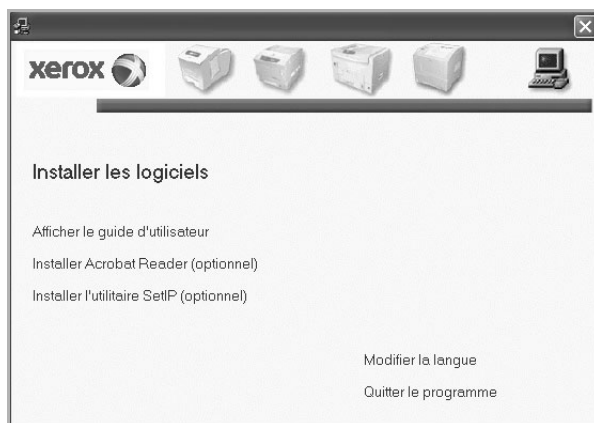 xerox
Installer les logiciels
Afficher le guide d'utilisateur
Installer Acrobat Reader (optionnel)
Installer l'utilitaire SetIP (optionnel)
Modifier la langue
Quitter le programme